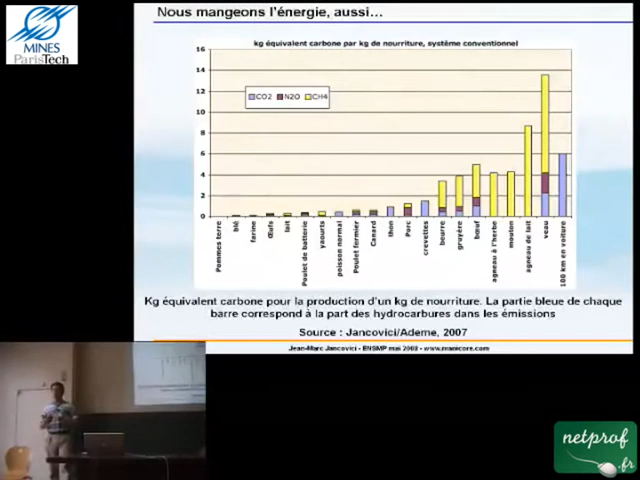 MINES
ParisTech
Nous mangeons l'énergie, aussi...
kg équivalent carbone par kg de nourriture, système conventionnel
16
14
12
10
8
6
4
2
0
CO2 N2O CH4
Pommes terre
blé
farine
Œufs
lait
Poulet de batterie
yaourts
poisson normal
Poulet fermier
Canard
thon
Porc
crevettes
beurre
gruyère
bœuf
agneau à l'herbe
mouton
agneau de lait
veau
100 km en voiture
Kg équivalent carbone pour la production d'un kg de nourriture. La partie bleue de chaque
barre correspond à la part des hydrocarbures dans les émissions
Source : Jancovici/Ademe, 2007
Jean-Marc Jancovici - ENSMP mai 2008 - www.manicore.com
netprof
.fr